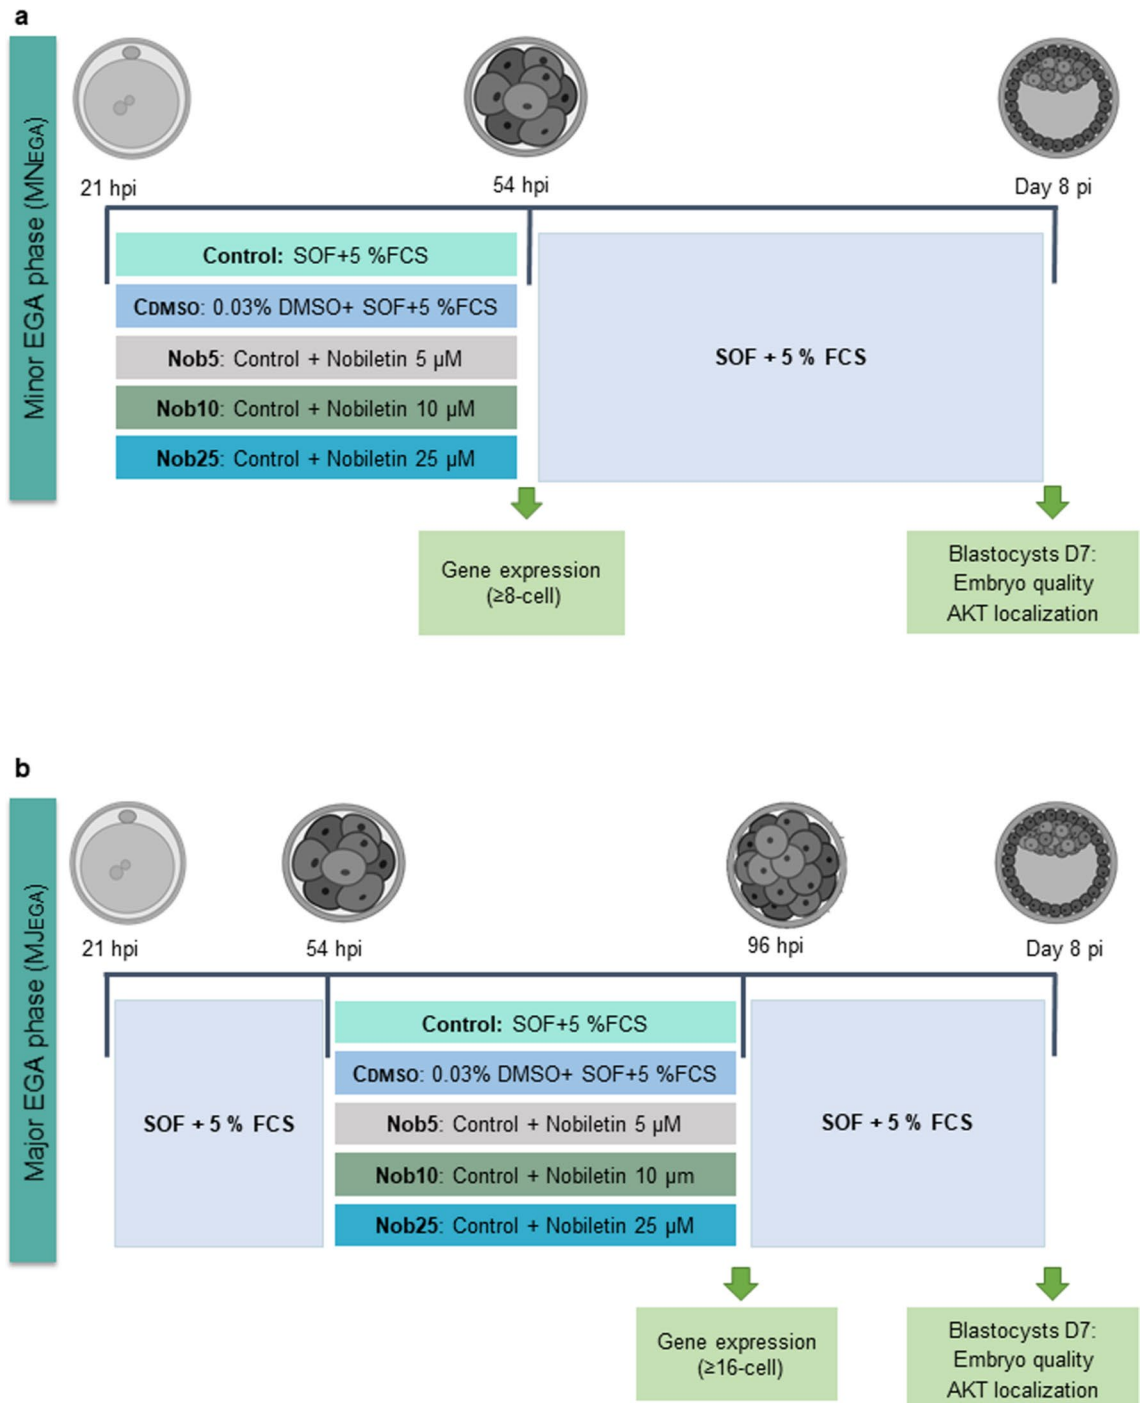 a
Minor EGA phase (MNEGA)
21 hpi
54 hpi
Day 8 pi
Control: SOF+5 %FCS
CDMSO: 0.03% DMSO+ SOF+5 %FCS
Nob5: Control + Nobiletin 5 µM
Nob10: Control + Nobiletin 10 µM
Nob25: Control + Nobiletin 25 µM
SOF + 5 % FCS
Gene expression
(≥8-cell)
Blastocysts D7:
Embryo quality
AKT localization
b
Major EGA phase (MJEGA)
21 hpi
54 hpi
96 hpi
Day 8 pi
SOF + 5 % FCS
Control: SOF+5 %FCS
CDMSO: 0.03% DMSO+ SOF+5 %FCS
Nob5: Control + Nobiletin 5 µM
Nob10: Control + Nobiletin 10 µm
Nob25: Control + Nobiletin 25 µM
SOF + 5 % FCS
Gene expression
(≥16-cell)
Blastocysts D7:
Embryo quality
AKT localization